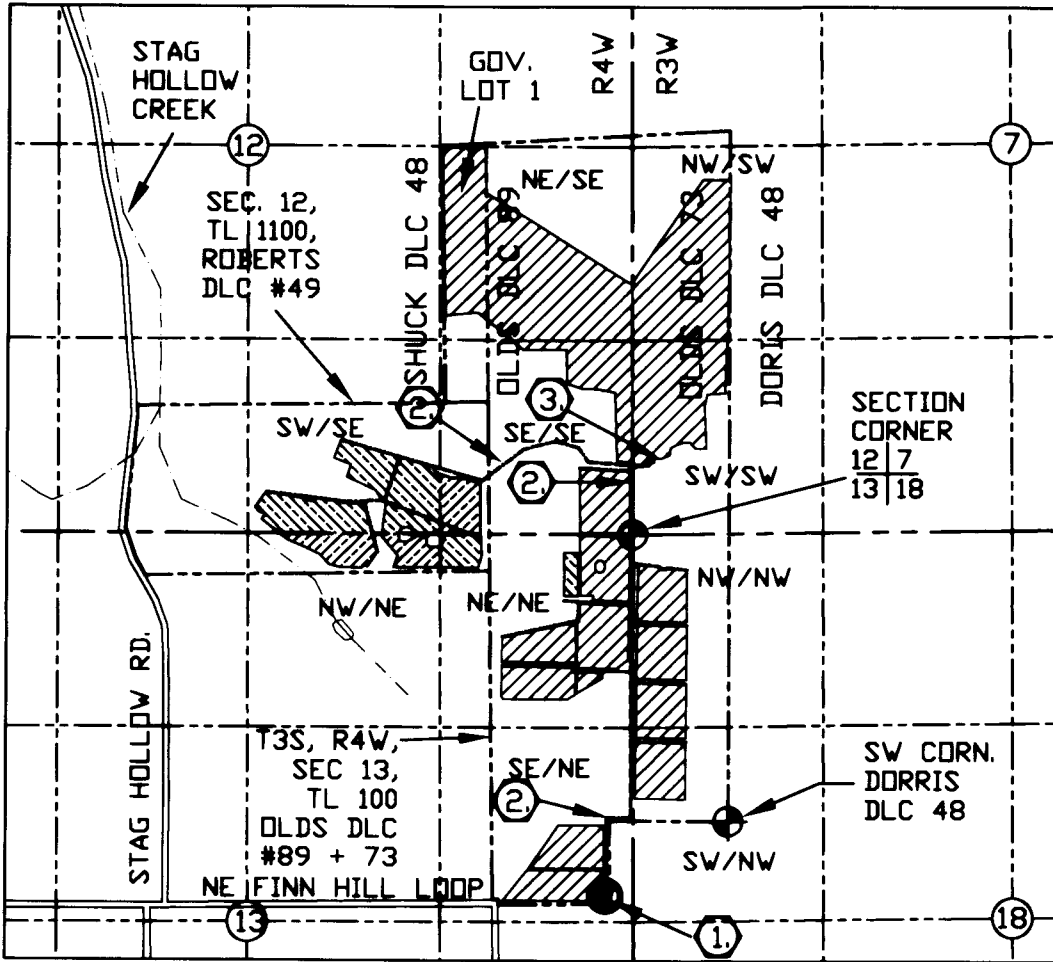 STAG
HOLLOW
CREEK
GOV.
LOT 1
R4W
R3W
12
7
NE/SE
NW/SW
SEC. 12,
TL 1100,
ROBERTS
DLC #49
SHUCK DLC 48
OLDS DLC 89
OLDS DLC 73
DORIS DLC 48
2.
3.
SW/SE
SE/SE
2.
SW/SW
SECTION
CORNER
12 7
13 18
NW/NE
NE/NE
NW/NW
STAG HOLLOW RD.
T3S, R4W,
SEC 13,
TL 100
OLDS DLC
#89 + 73
SE/NE
2.
SW CORN.
DORRIS
DLC 48
SW/NW
NE FINN HILL LOOP
13
1.
18